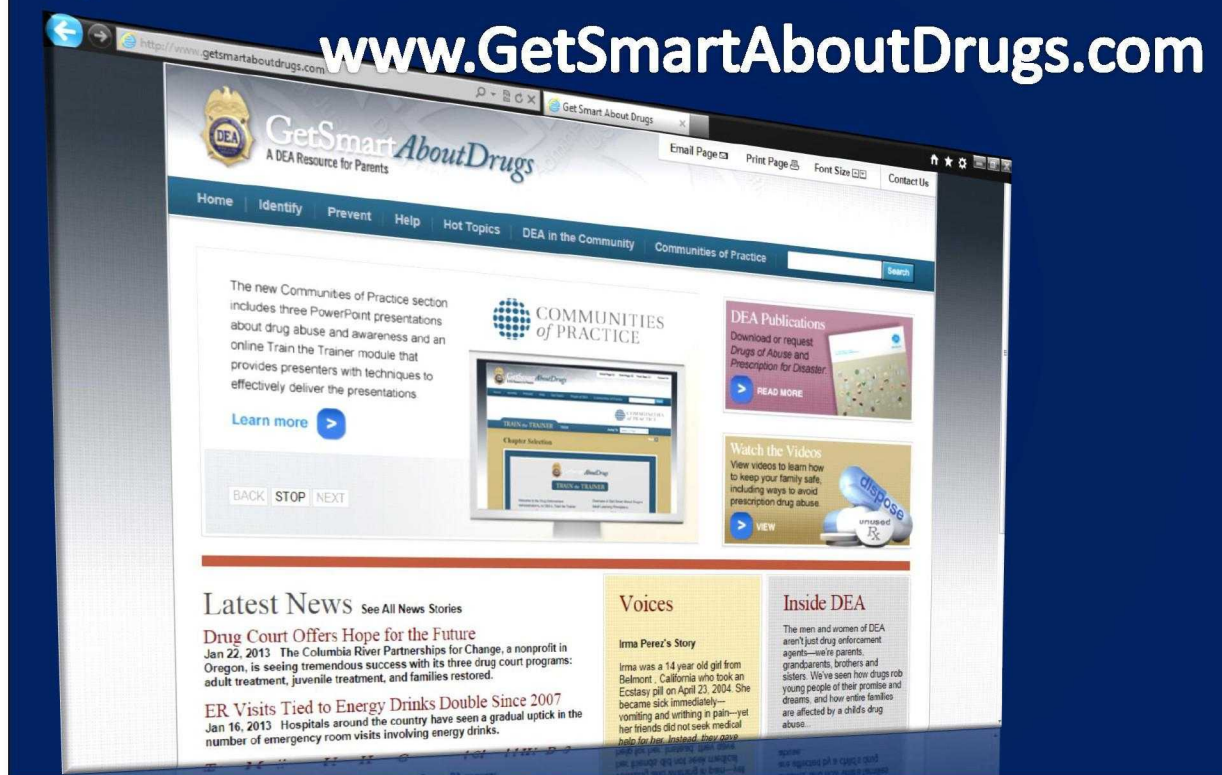 www.GetSmartAboutDrugs.com
http://www.getsmartaboutdrugs.com
Get Smart About Drugs
DEA
GetSmartAboutDrugs
A DEA Resource for Parents
Email Page
Print Page
Font Size
Contact Us
Home
Identify
Prevent
Help
Hot Topics
DEA in the Community
Communities of Practice
Search
The new Communities of Practice section
includes three PowerPoint presentations
about drug abuse and awareness and an
online Train the Trainer module that
provides presenters with techniques to
effectively deliver the presentations
Learn more >
BACK STOP NEXT
COMMUNITIES
of PRACTICE
TRAIN the TRAINER
Chapter Selection
TRAIN the TRAINER
DEA Publications
Download or request
Drugs of Abuse and
Prescription for Disaster.
> READ MORE
Watch the Videos
View videos to learn how
to keep your family safe,
including ways to avoid
prescription drug abuse.
> VIEW
dispose
unused
Rx
Latest News See All News Stories
Drug Court Offers Hope for the Future
Jan 22, 2013 The Columbia River Partnerships for Change, a nonprofit in
Oregon, is seeing tremendous success with its three drug court programs:
adult treatment, juvenile treatment, and families restored.
ER Visits Tied to Energy Drinks Double Since 2007
Jan 16, 2013 Hospitals around the country have seen a gradual uptick in the
number of emergency room visits involving energy drinks.
Voices
Irma Perez's Story
Irma was a 14 year old girl from
Belmont , California who took an
Ecstasy pill on April 23, 2004. She
became sick immediately—
vomiting and writhing in pain—yet
her friends did not seek medical
help for her. Instead, they gave
Inside DEA
The men and women of DEA
aren't just drug enforcement
agents—we're parents,
grandparents, brothers and
sisters. We've seen how drugs rob
young people of their promise and
dreams, and how entire families
are affected by a child's drug
abuse...